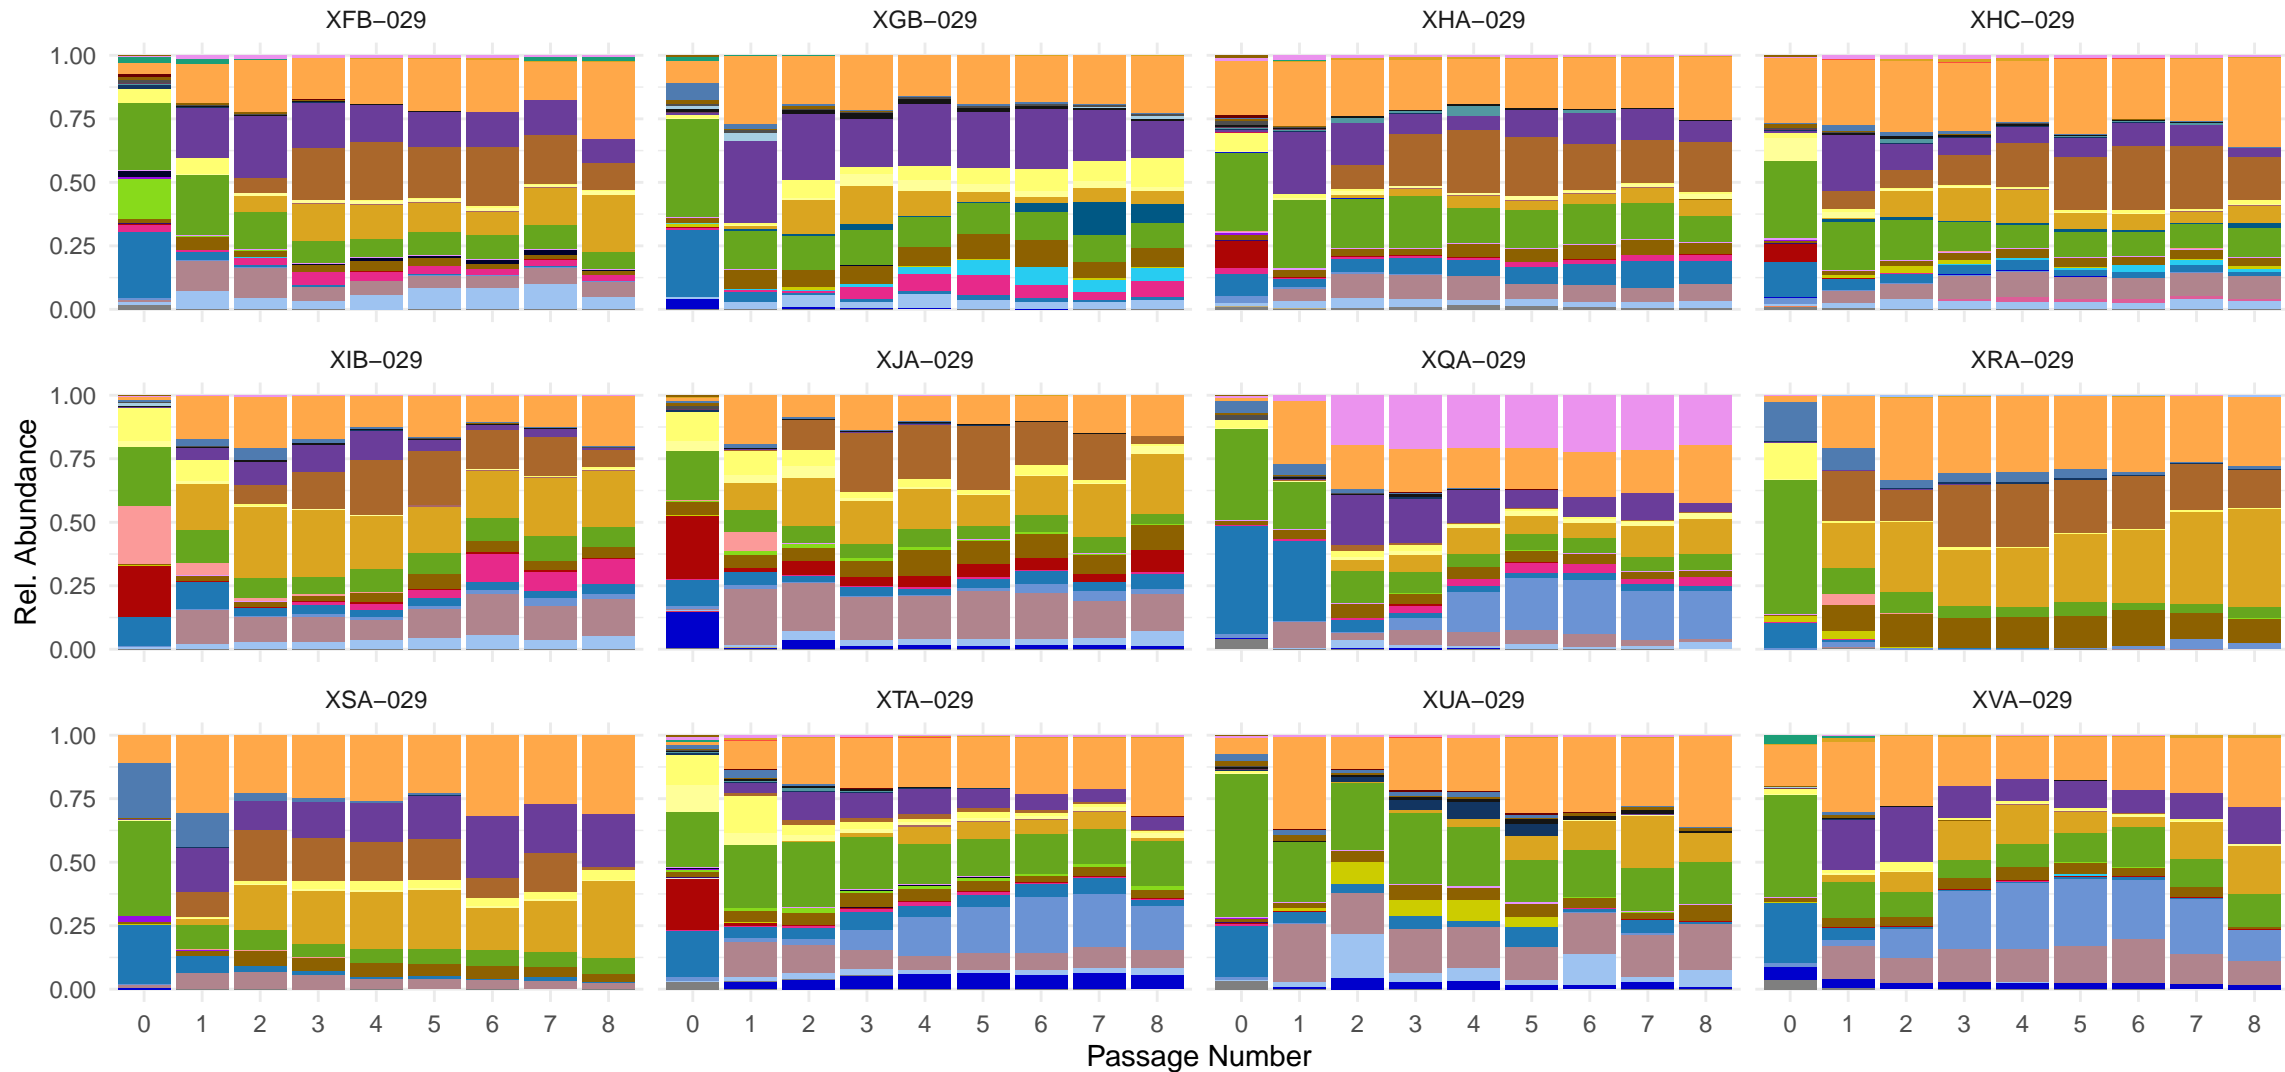 XFB−029 XGB−029 XHA−029 XHC−029
1.00
0.75
0.50
0.25
0.00
XIB−029 XJA−029 XQA−029 XRA−029
1.00
0.75
0.50
0.25
0.00
Rel. Abundance
XSA−029 XTA−029 XUA−029 XVA−029
1.00
0.75
0.50
0.25
0.00
0 1 2 3 4 5 6 7 8 0 1 2 3 4 5 6 7 8 0 1 2 3 4 5 6 7 8 0 1 2 3 4 5 6 7 8
Passage Number